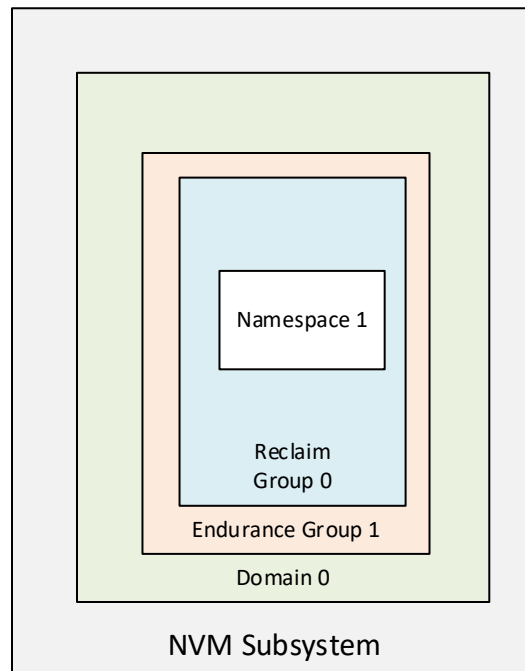 Namespace 1
Reclaim
Group 0
Endurance Group 1
Domain 0
NVM Subsystem